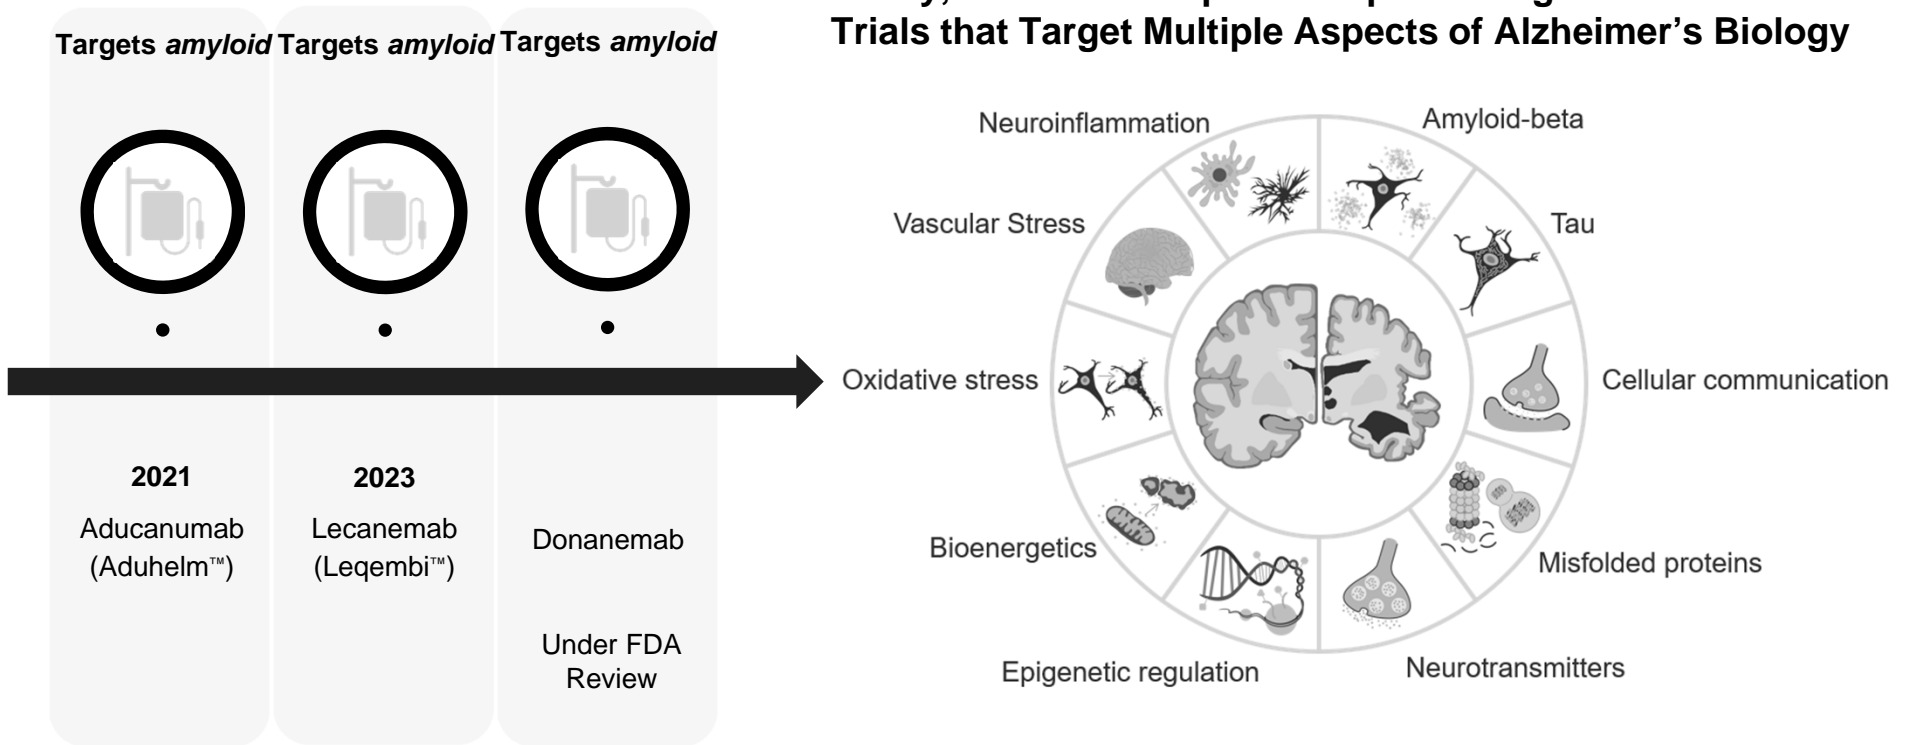 Targets amyloid
Targets amyloid
Targets amyloid
2021
Aducanumab
(Aduhelm™)
2023
Lecanemab
(Leqembi™)
Donanemab
Under FDA
Review
Trials that Target Multiple Aspects of Alzheimer’s Biology
Neuroinflammation
Amyloid-beta
Vascular Stress
Tau
Oxidative stress
Cellular communication
Bioenergetics
Misfolded proteins
Epigenetic regulation
Neurotransmitters